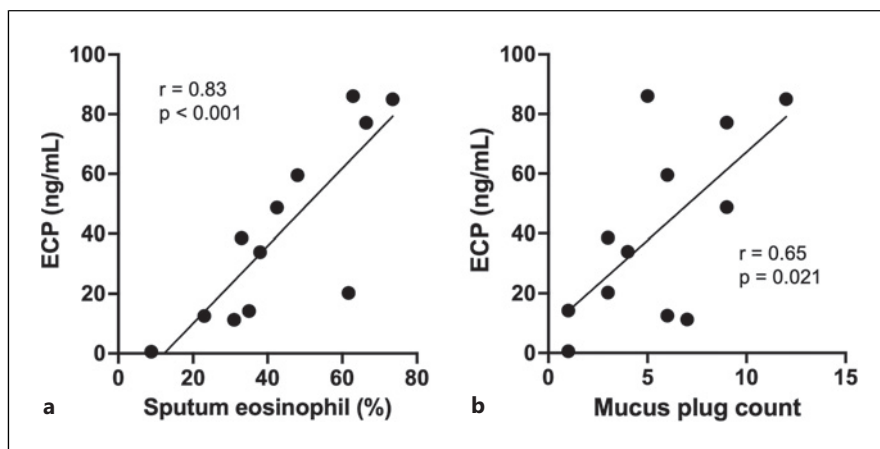 r = 0.83
p < 0.001
ECP (ng/mL)
100
80
60
40
20
0
0 20 40 60 80
Sputum eosinophil (%)
a
ECP (ng/mL)
100
80
60
40
20
0
r = 0.65
p = 0.021
0 5 10 15
Mucus plug count
b